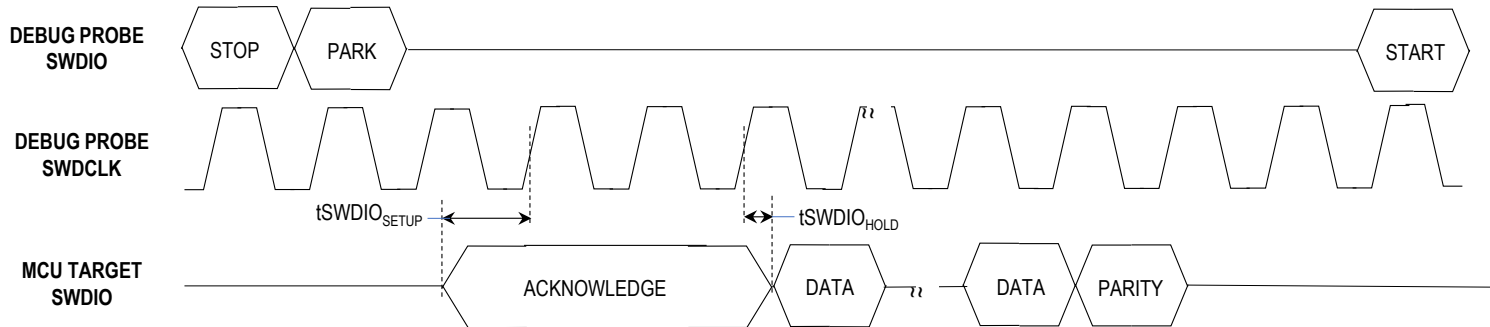 DEBUG PROBE
SWDIO
STOP
PARK
START
DEBUG PROBE
SWDCLK
≈
tSWDIOSETUP
tSWDIOHOLD
MCU TARGET
SWDIO
ACKNOWLEDGE
DATA
≈
DATA
PARITY